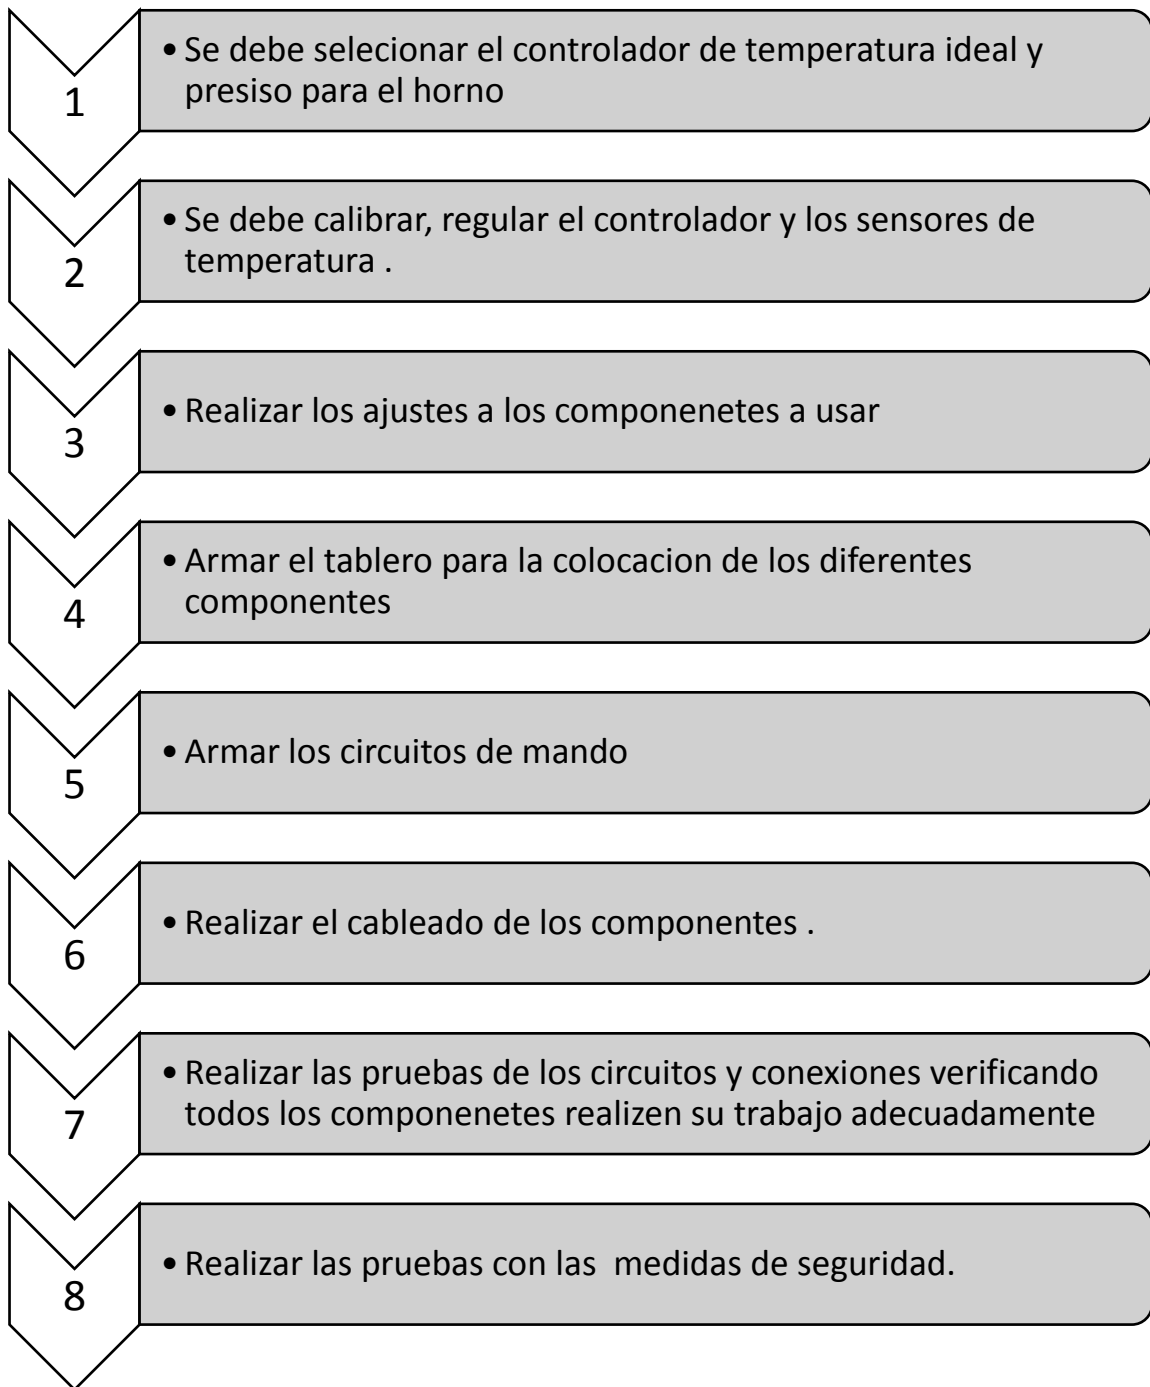 1
• Se debe selecionar el controlador de temperatura ideal y
presiso para el horno
2
• Se debe calibrar, regular el controlador y los sensores de
temperatura .
3
• Realizar los ajustes a los componenetes a usar
4
• Armar el tablero para la colocacion de los diferentes
componentes
5
• Armar los circuitos de mando
6
• Realizar el cableado de los componentes .
7
• Realizar las pruebas de los circuitos y conexiones verificando
todos los componenetes realizen su trabajo adecuadamente
8
• Realizar las pruebas con las  medidas de seguridad.